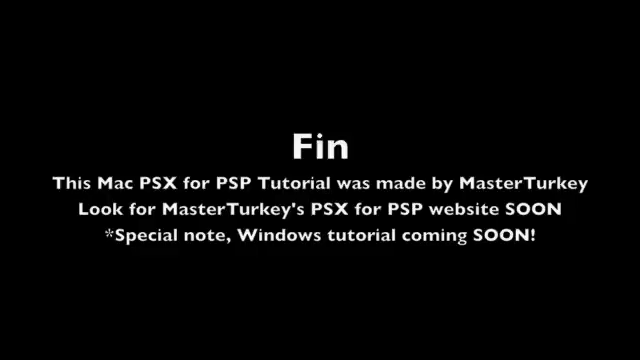 Fin
This Mac PSX for PSP Tutorial was made by MasterTurkey
Look for MasterTurkey's PSX for PSP website SOON
*Special note, Windows tutorial coming SOON!